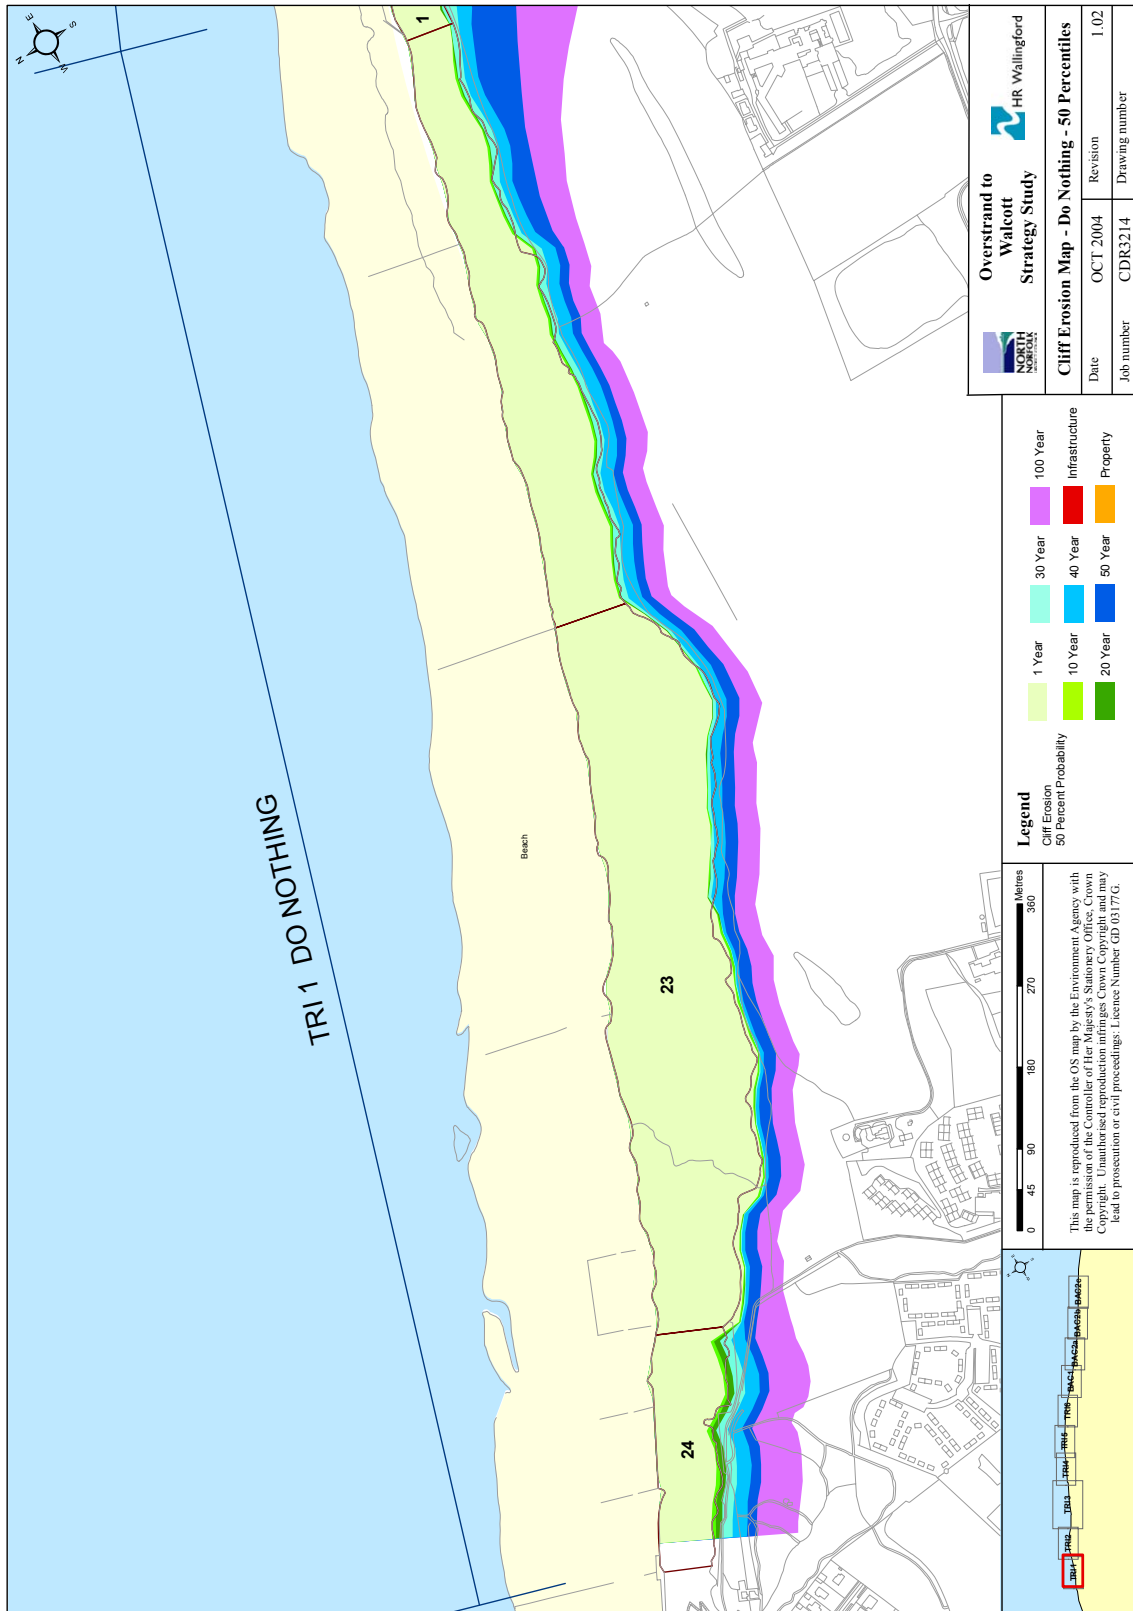 TRI 1 DO NOTHING
Beach
1
23
24
N
E
S
W
Overstrand to
Walcott
Strategy Study
NORTH
NORFOLK
HR Wallingford
Cliff Erosion Map - Do Nothing - 50 Percentiles
Date
OCT 2004
Revision
1.02
Job number
CDR3214
Drawing number
Legend
Cliff Erosion
50 Percent Probability
1 Year
10 Year
20 Year
30 Year
40 Year
50 Year
100 Year
Infrastructure
Property
0 45 90 180 270 360
Metres
This map is reproduced from the OS map by the Environment Agency with
the permission of the Controller of Her Majesty's Stationery Office, Crown
Copyright. Unauthorised reproduction infringes Crown Copyright and may
lead to prosecution or civil proceedings: Licence Number GD 03177G.
TRI1
TRI2
TRI3
TRI4
TRI5
TRI6
BAC1
BAC2a
BAC2b
BAC2c